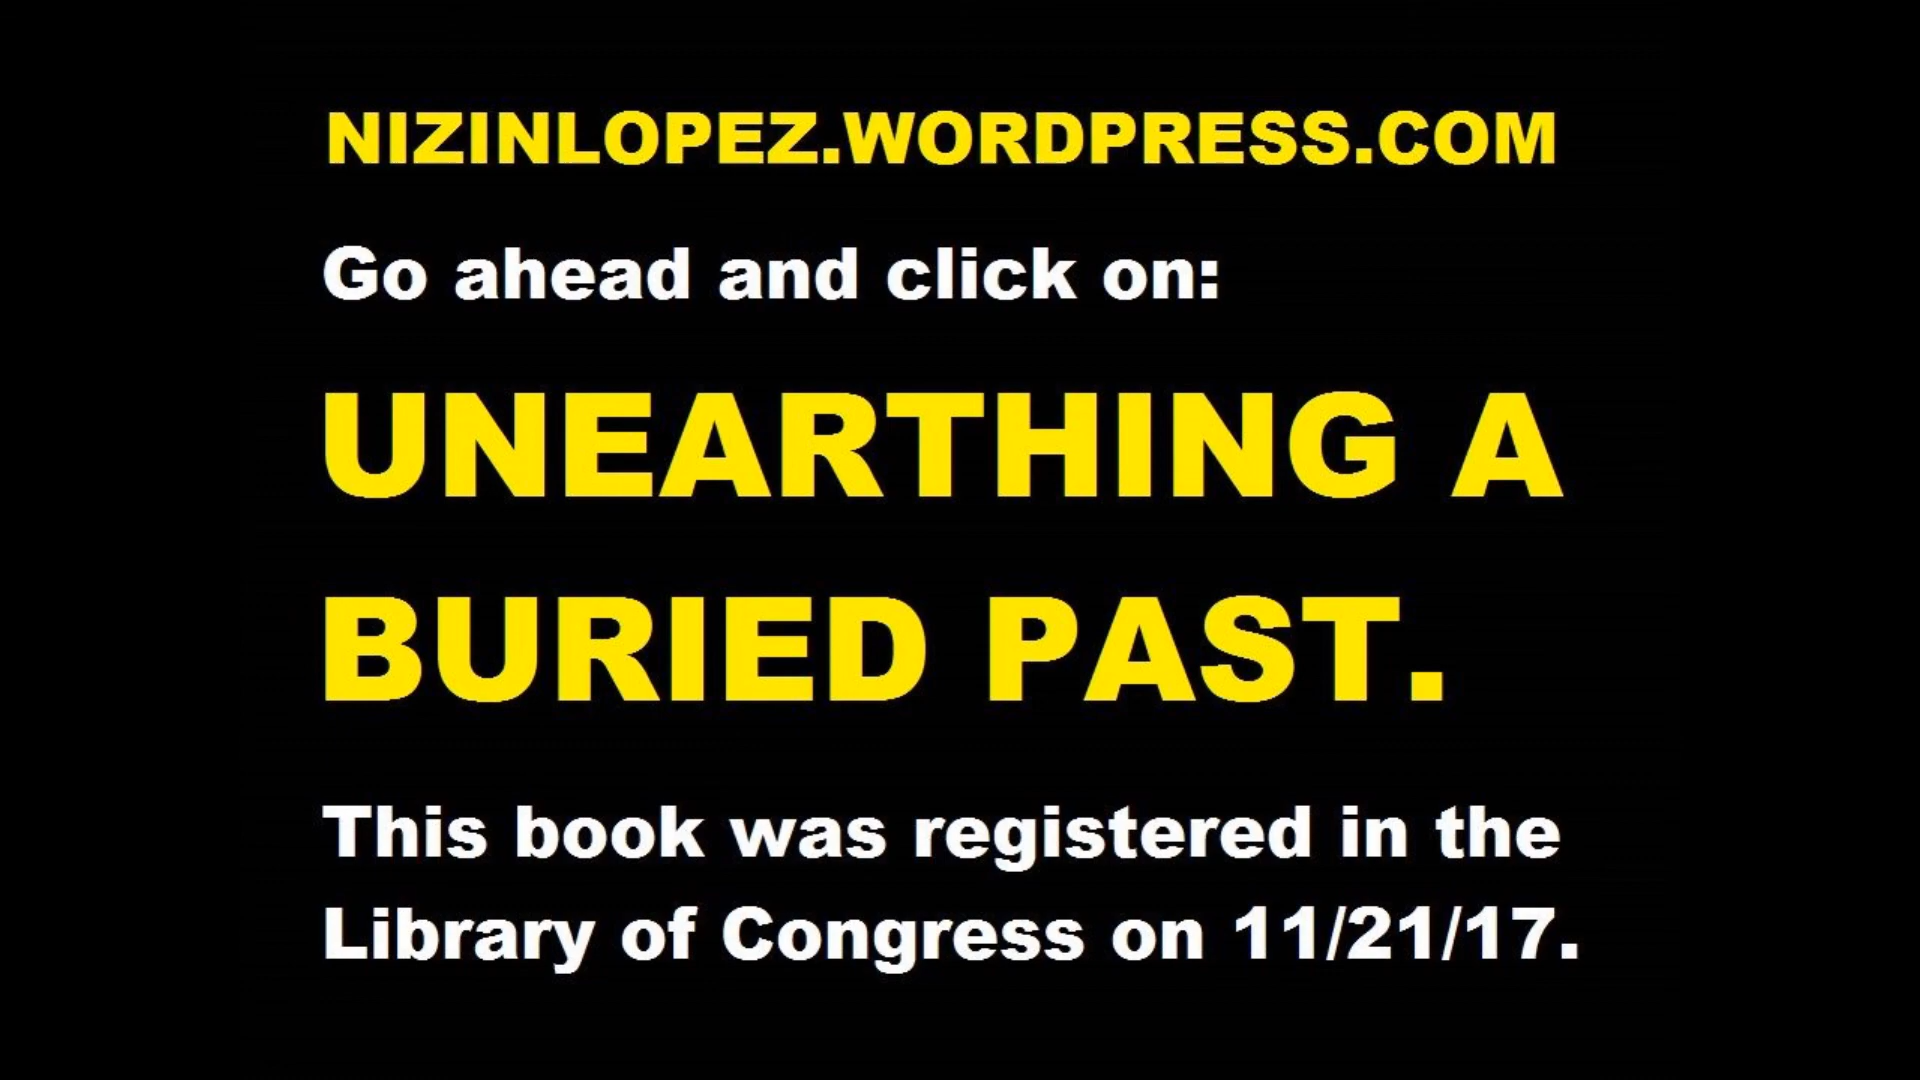 NIZINLOPEZ.WORDPRESS.COM
Go ahead and click on:
UNEARTHING A
BURIED PAST.
This book was registered in the
Library of Congress on 11/21/17.